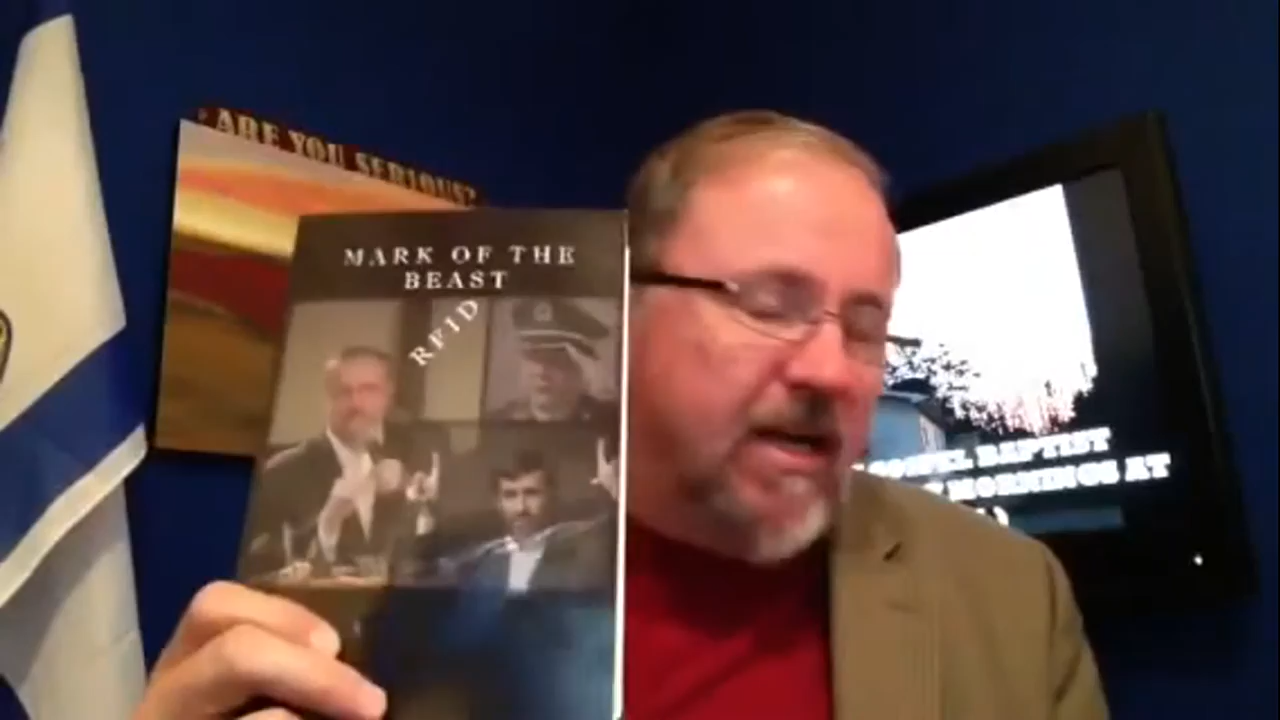 ARE YOU SERIOUS?
MARK OF THE
BEAST
RFID
GOSPEL BAPTIST
MORNINGS AT